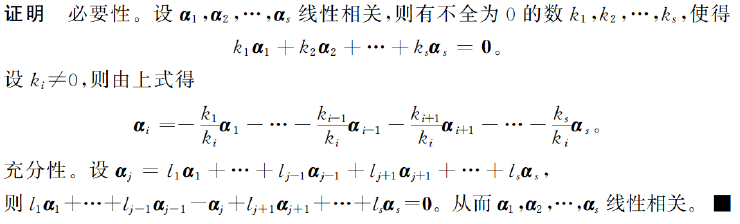 证明 必要性。设 α₁,α₂,⋯,αₛ 线性相关,则有不全为 0 的数 k₁,k₂,⋯,kₛ,使得
k₁α₁ + k₂α₂ + ⋯ + kₛαₛ = 0。
设 kᵢ≠0,则由上式得
αᵢ = −\frac{k₁}{kᵢ}α₁ − ⋯ − \frac{kᵢ₋₁}{kᵢ}αᵢ₋₁ − \frac{kᵢ₊₁}{kᵢ}αᵢ₊₁ − ⋯ − \frac{kₛ}{kᵢ}αₛ。
充分性。设 αⱼ = l₁α₁ + ⋯ + lⱼ₋₁αⱼ₋₁ + lⱼ₊₁αⱼ₊₁ + ⋯ + lₛαₛ,
则 l₁α₁+⋯+lⱼ₋₁αⱼ₋₁−αⱼ+lⱼ₊₁αⱼ₊₁+⋯+lₛαₛ=0。从而 α₁,α₂,⋯,αₛ 线性相关。■